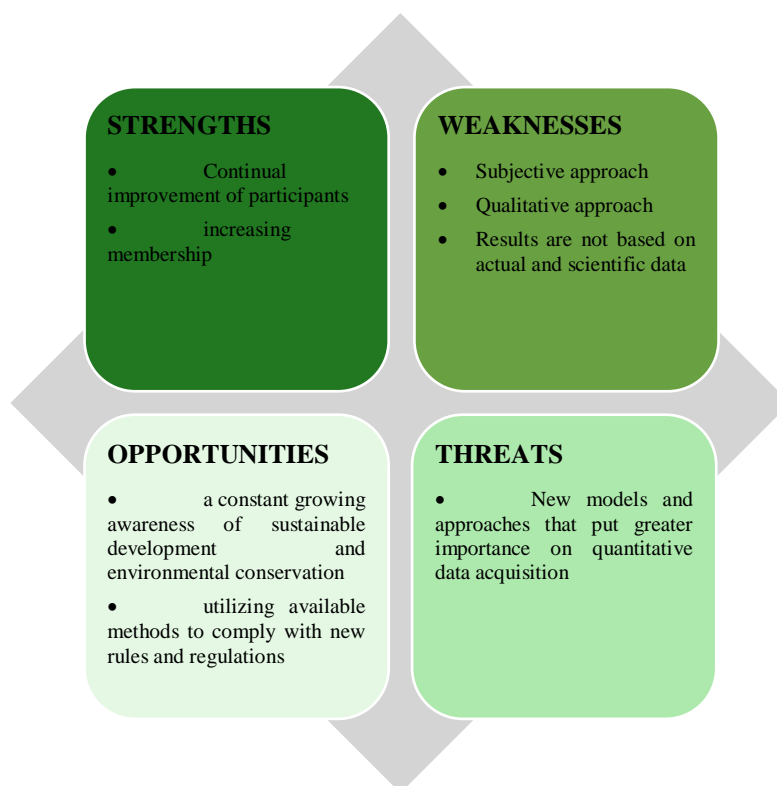 STRENGTHS
• Continual
improvement of participants
• increasing
membership
WEAKNESSES
• Subjective approach
• Qualitative approach
• Results are not based on
actual and scientific data
OPPORTUNITIES
• a constant growing
awareness of sustainable
development and
environmental conservation
• utilizing available
methods to comply with new
rules and regulations
THREATS
• New models and
approaches that put greater
importance on quantitative
data acquisition